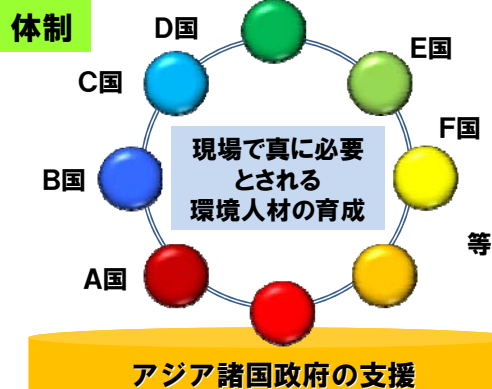 体制
D国
E国
C国
F国
現場で真に必要
とされる
環境人材の育成
B国
等
A国
アジア諸国政府の支援